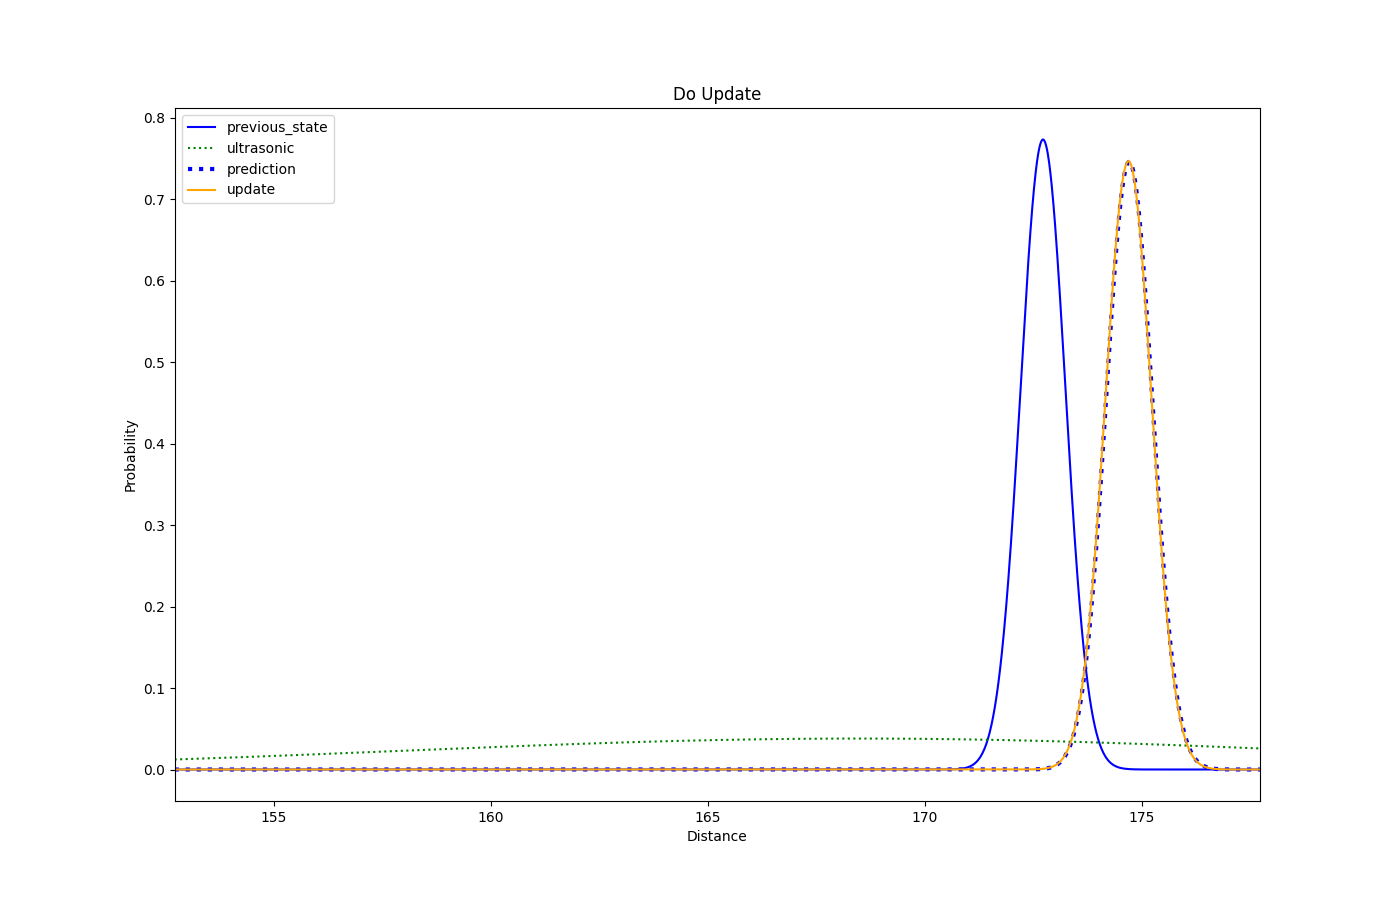 Do Update
previous_state
ultrasonic
prediction
update
0.8
0.7
0.6
0.5
0.4
0.3
0.2
0.1
0.0
Probability
155 160 165 170 175
Distance